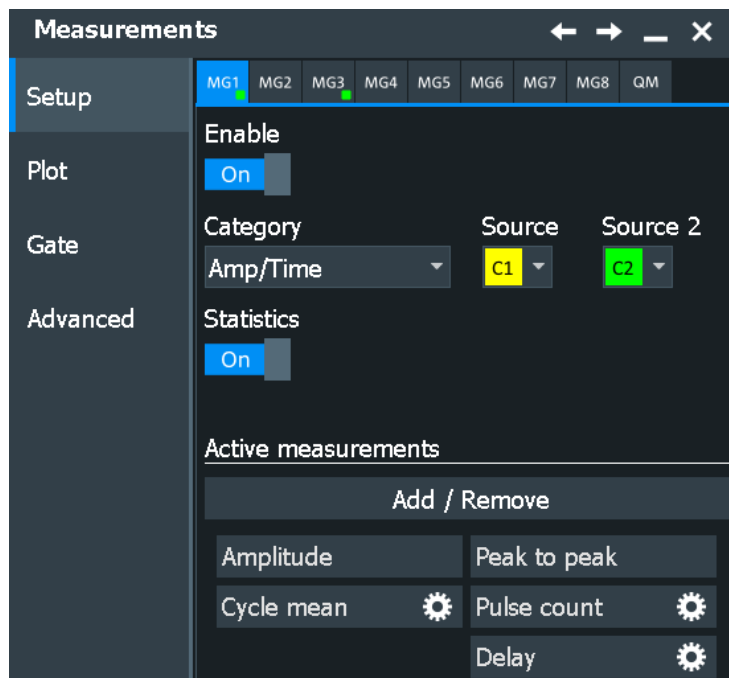 Measurements
Setup
Plot
Gate
Advanced
MG1 MG2 MG3 MG4 MG5 MG6 MG7 MG8 QM
Enable
On
Category Source Source 2
Amp/Time C1 C2
Statistics
On
Active measurements
Add / Remove
Amplitude Peak to peak
Cycle mean Pulse count
Delay